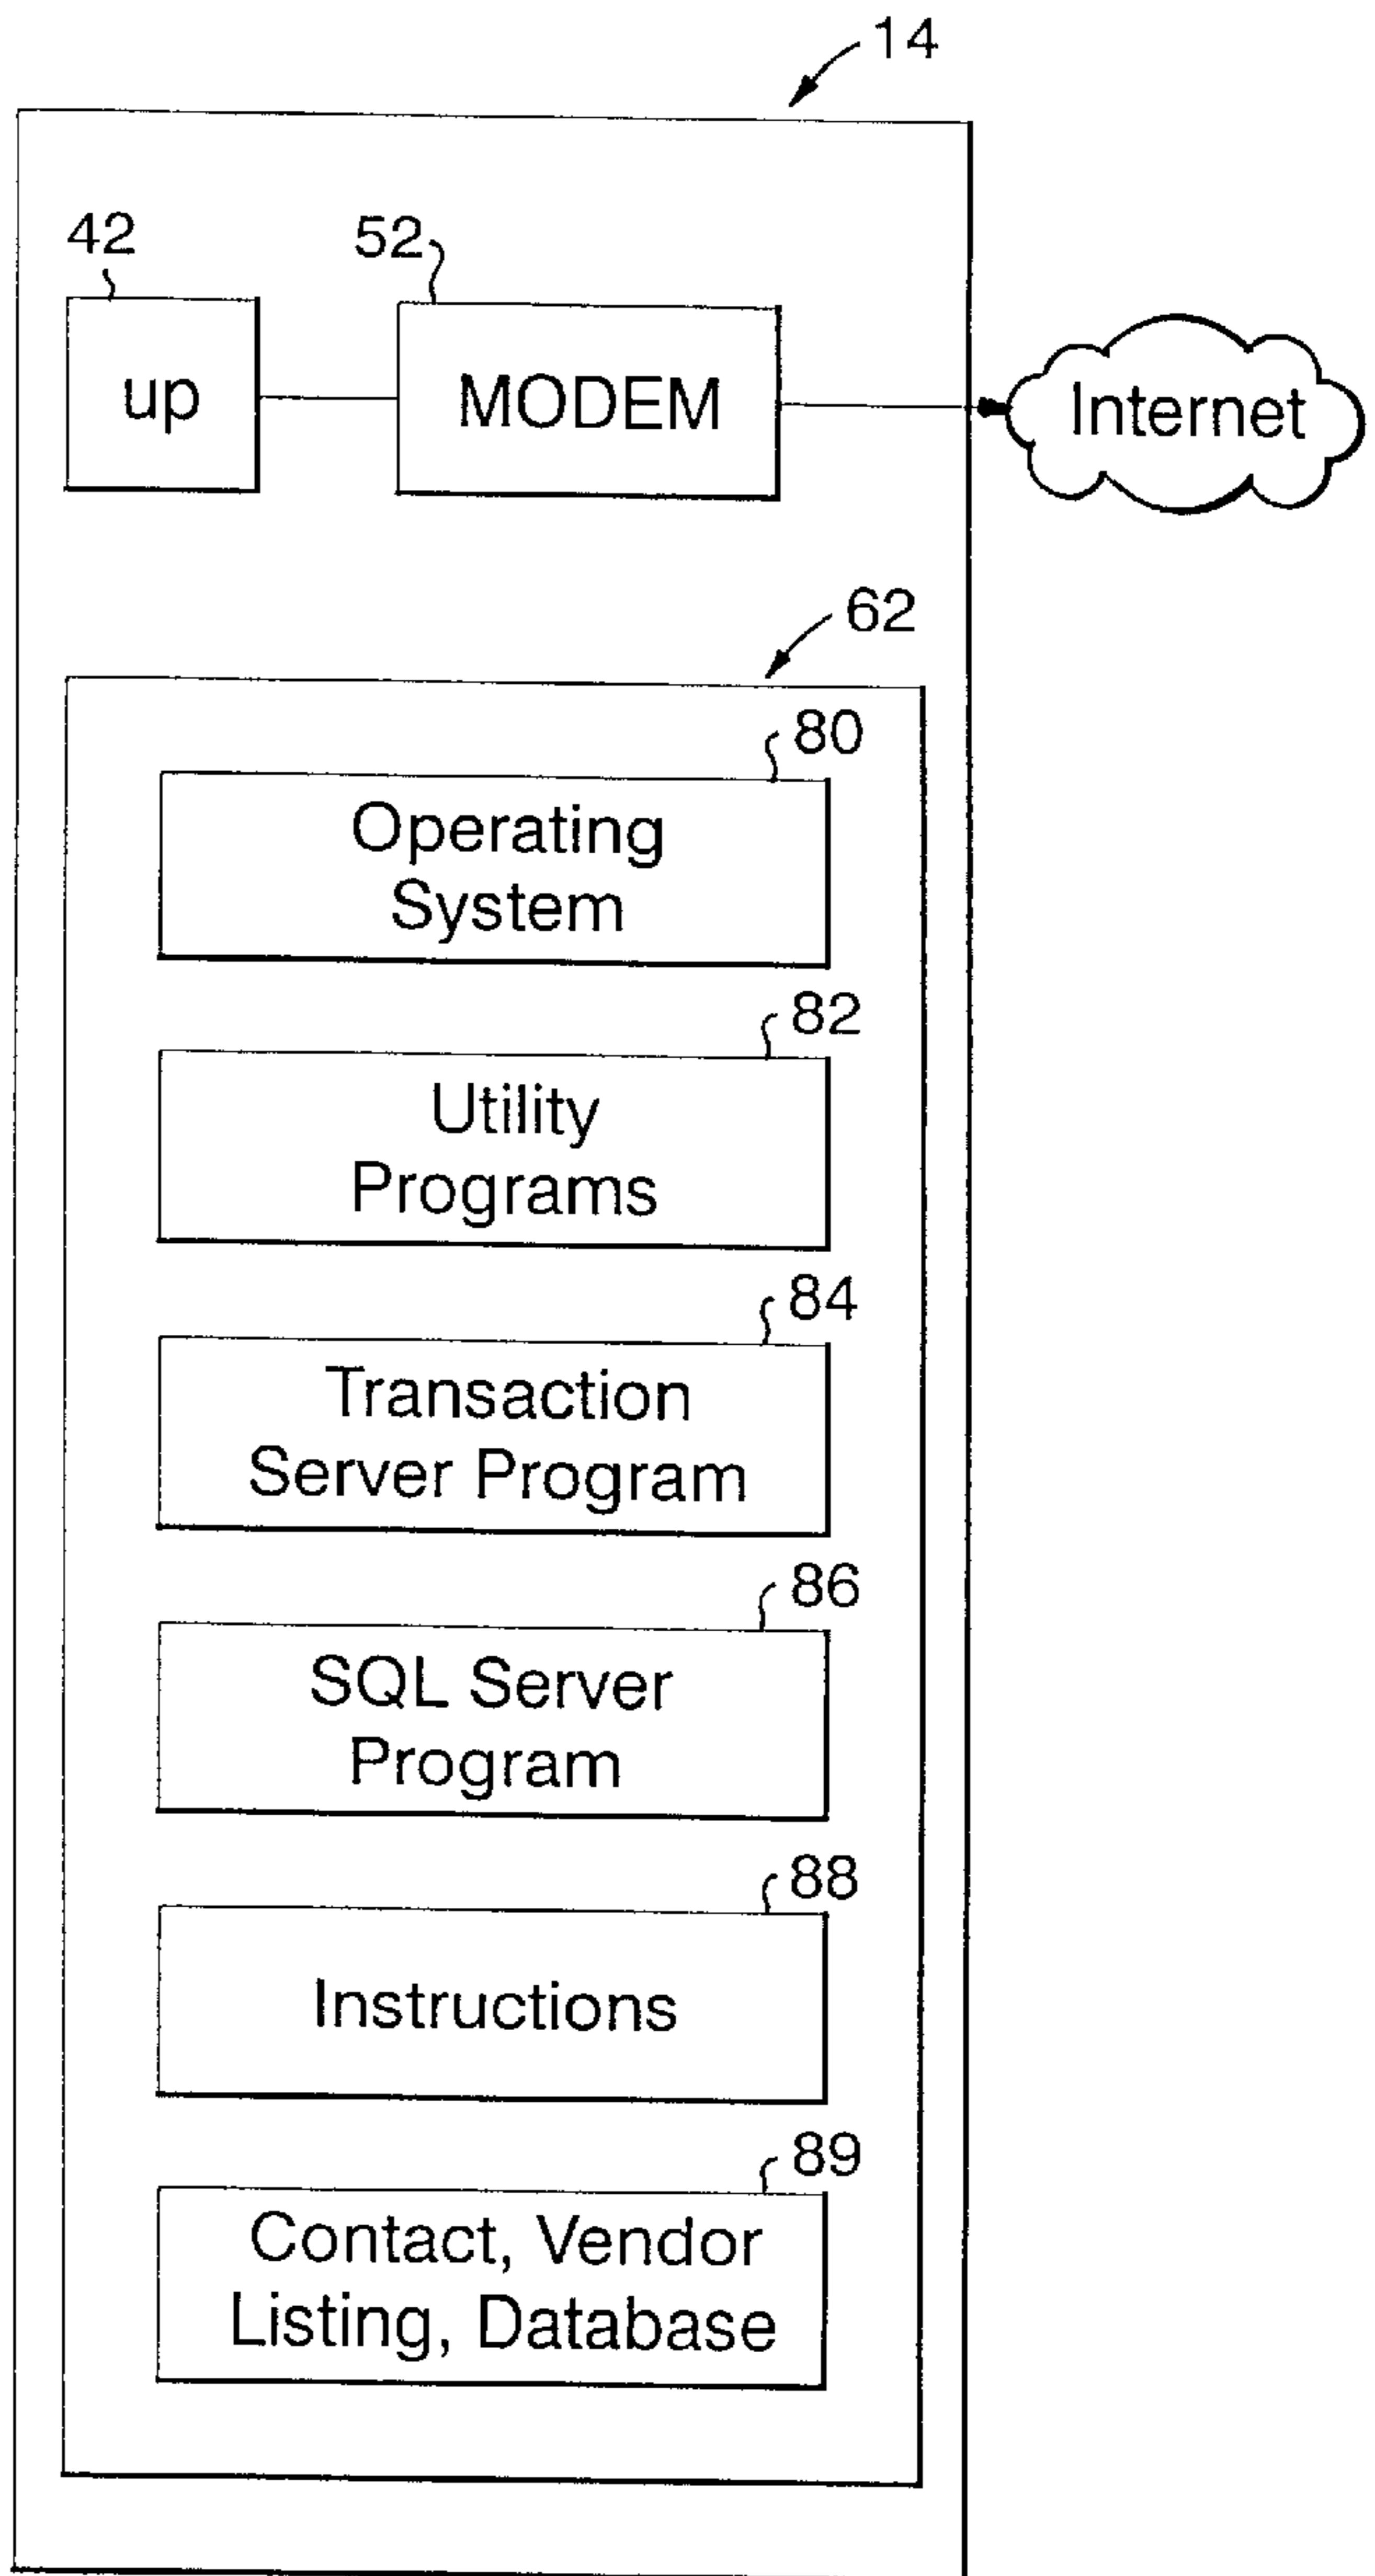 14
42
52
up
MODEM
Internet
62
80
Operating
System
82
Utility
Programs
84
Transaction
Server Program
86
SQL Server
Program
88
Instructions
89
Contact, Vendor
Listing, Database